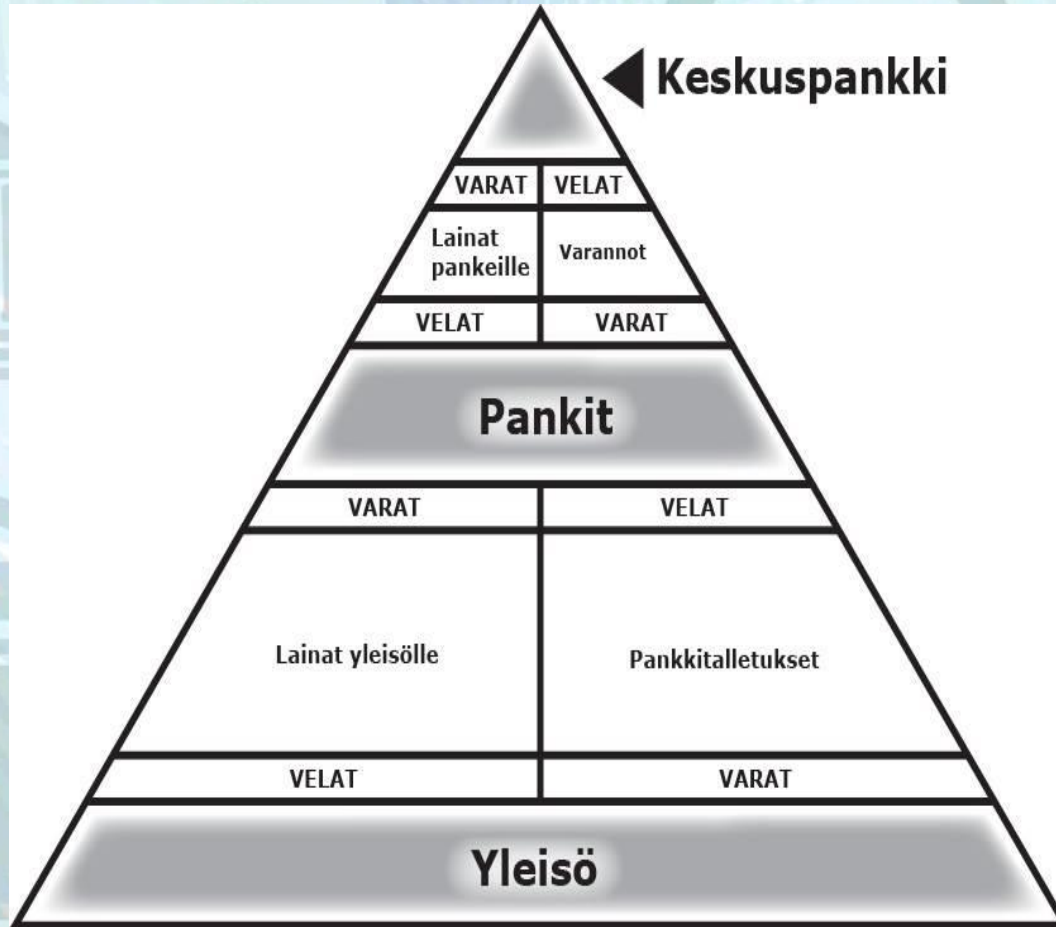 Keskuspankki
VARAT VELAT
Lainat
pankeille
Varannot
VELAT VARAT
Pankit
VARAT VELAT
Lainat yleisölle
Pankkitalletukset
VELAT VARAT
Yleisö